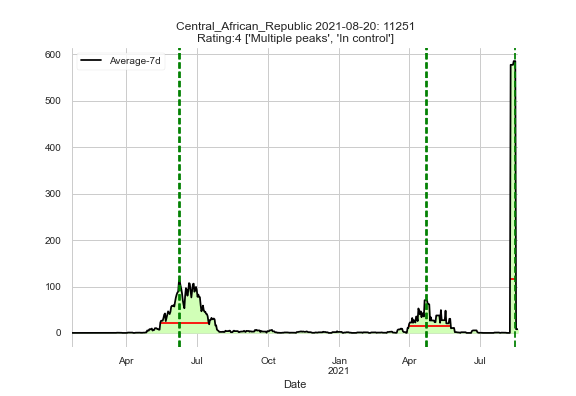 Central_African_Republic 2021-08-20: 11251
Rating:4 ['Multiple peaks', 'In control']
Average-7d
600
500
400
300
200
100
0
Apr
Jul
Oct
Jan
2021
Apr
Jul
Date